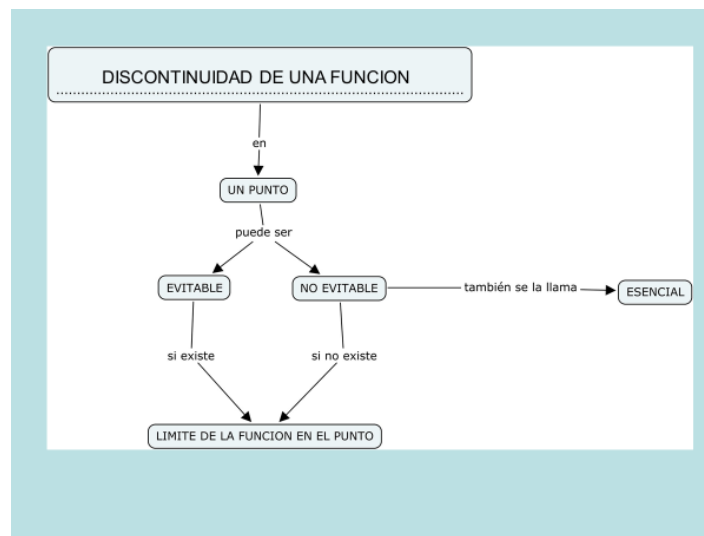 DISCONTINUIDAD DE UNA FUNCION
en
UN PUNTO
puede ser
EVITABLE
NO EVITABLE
también se la llama
ESENCIAL
si existe
si no existe
LIMITE DE LA FUNCION EN EL PUNTO